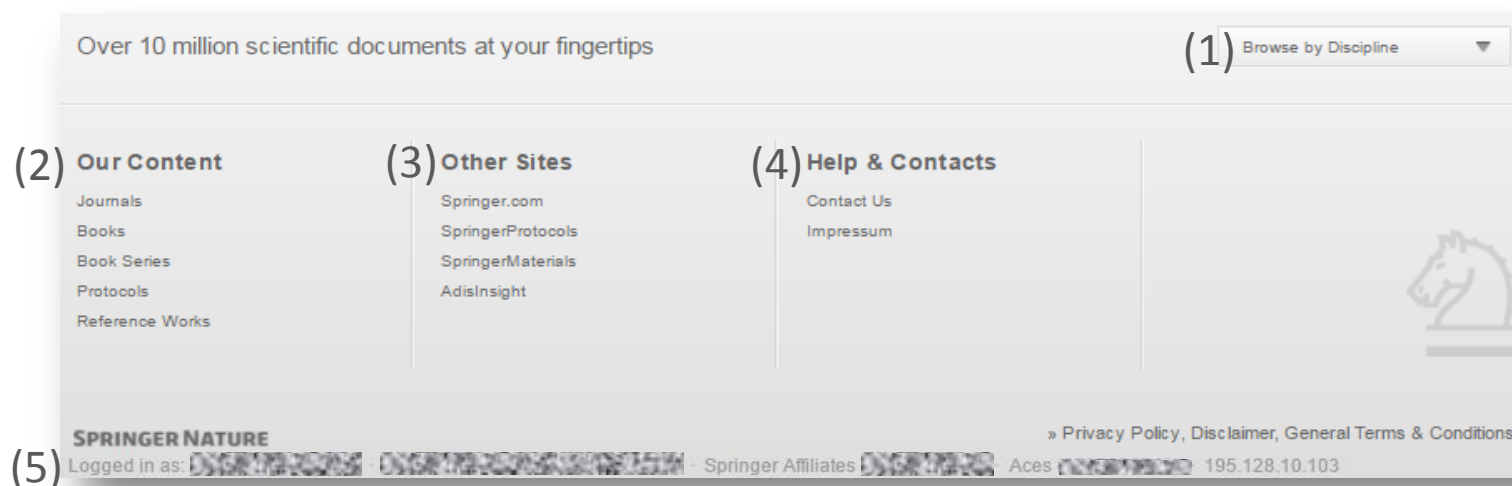 Over 10 million scientific documents at your fingertips
(1) Browse by Discipline
(2) Our Content
Journals
Books
Book Series
Protocols
Reference Works
(3) Other Sites
Springer.com
SpringerProtocols
SpringerMaterials
AdisInsight
(4) Help & Contacts
Contact Us
Impressum
SPRINGER NATURE
» Privacy Policy, Disclaimer, General Terms & Conditions
(5) Logged in as: · · Springer Affiliates · Aces · 195.128.10.103